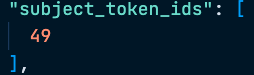 "subject_token_ids": [
49
],